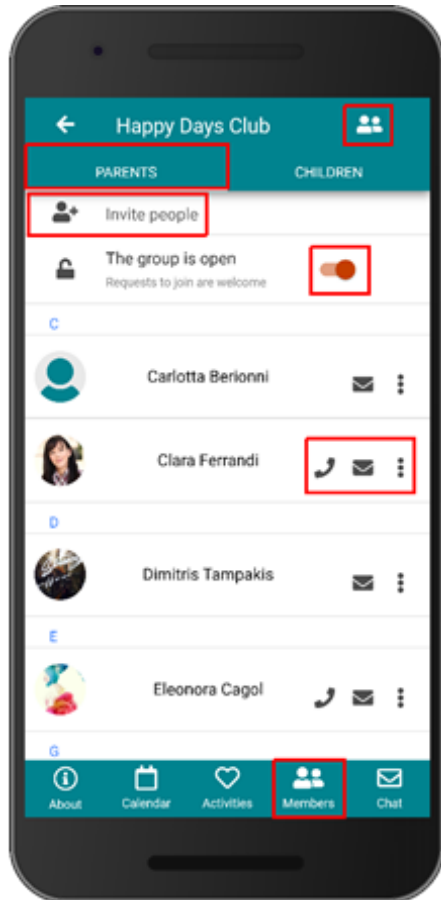 Happy Days Club
PARENTS CHILDREN
Invite people
The group is open
Requests to join are welcome
C
Carlotta Berionni
Clara Ferrandi
D
Dimitris Tampakis
E
Eleonora Cagol
G
About Calendar Activities Members Chat